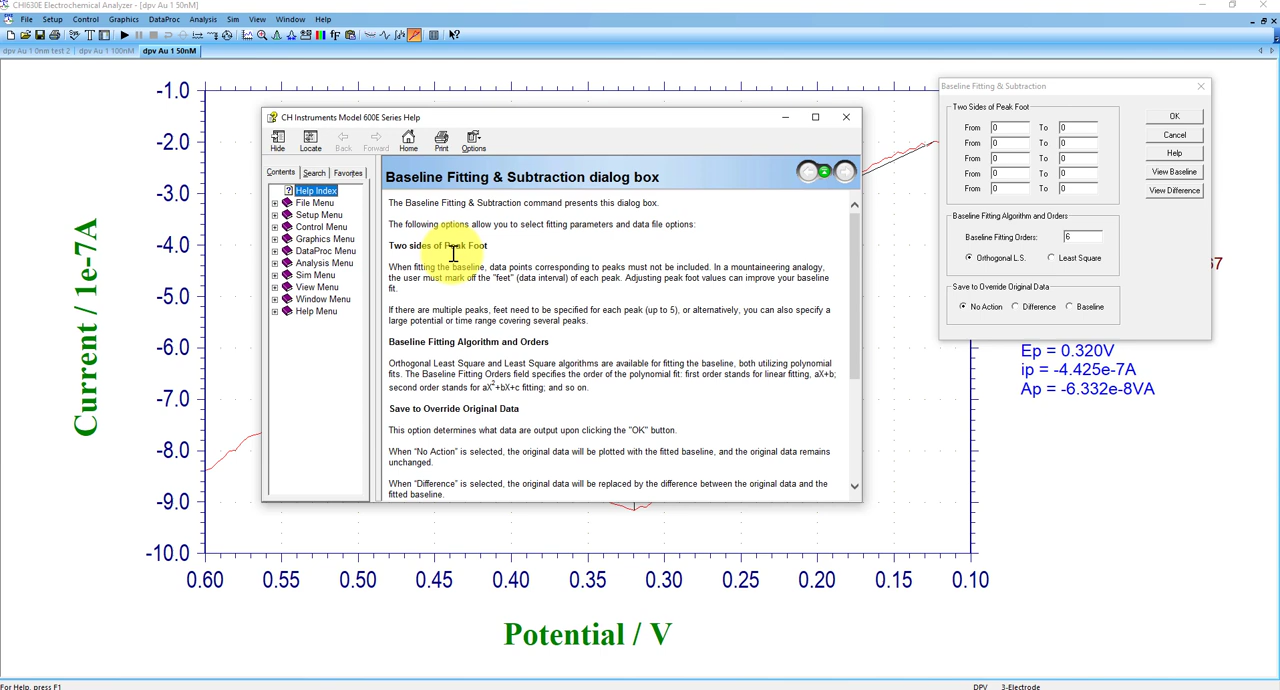 CHI630E Electrochemical Analyzer - [dpv Au 1 50nM]
File Setup Control Graphics DataProc Analysis Sim View Window Help
dpv Au 1 0nm test 2 dpv Au 1 100nM dpv Au 1 50nM
-1.0
-2.0
-3.0
-4.0
-5.0
-6.0
-7.0
-8.0
-9.0
-10.0
Current / 1e-7A
0.60 0.55 0.50 0.45 0.40 0.35 0.30 0.25 0.20 0.15 0.10
Potential / V
CH Instruments Model 600E Series Help
Hide Locate Back Forward Home Print Options
Contents Search Favorites
Help Index
File Menu
Setup Menu
Control Menu
Graphics Menu
DataProc Menu
Analysis Menu
Sim Menu
View Menu
Window Menu
Help Menu
Baseline Fitting & Subtraction dialog box
The Baseline Fitting & Subtraction command presents this dialog box.
The following options allow you to select fitting parameters and data file options:
Two sides of Peak Foot
When fitting the baseline, data points corresponding to peaks must not be included. In a mountaineering analogy,
the user must mark off the "feet" (data interval) of each peak. Adjusting peak foot values can improve your baseline
fit.
If there are multiple peaks, feet need to be specified for each peak (up to 5), or alternatively, you can also specify a
large potential or time range covering several peaks.
Baseline Fitting Algorithm and Orders
Orthogonal Least Square and Least Square algorithms are available for fitting the baseline, both utilizing polynomial
fits. The Baseline Fitting Orders field specifies the order of the polynomial fit: first order stands for linear fitting, aX+b;
second order stands for aX²+bX+c fitting; and so on.
Save to Override Original Data
This option determines what data are output upon clicking the "OK" button.
When "No Action" is selected, the original data will be plotted with the fitted baseline, and the original data remains
unchanged.
When "Difference" is selected, the original data will be replaced by the difference between the original data and the
fitted baseline.
Baseline Fitting & Subtraction
Two Sides of Peak Foot
From 0 To 0
From 0 To 0
From 0 To 0
From 0 To 0
From 0 To 0
OK
Cancel
Help
View Baseline
View Difference
Baseline Fitting Algorithm and Orders
Baseline Fitting Orders: 6
Orthogonal L.S. Least Square
Save to Override Original Data
No Action Difference Baseline
Ep = 0.320V
ip = -4.425e-7A
Ap = -6.332e-8VA
For Help, press F1
DPV 3-Electrode